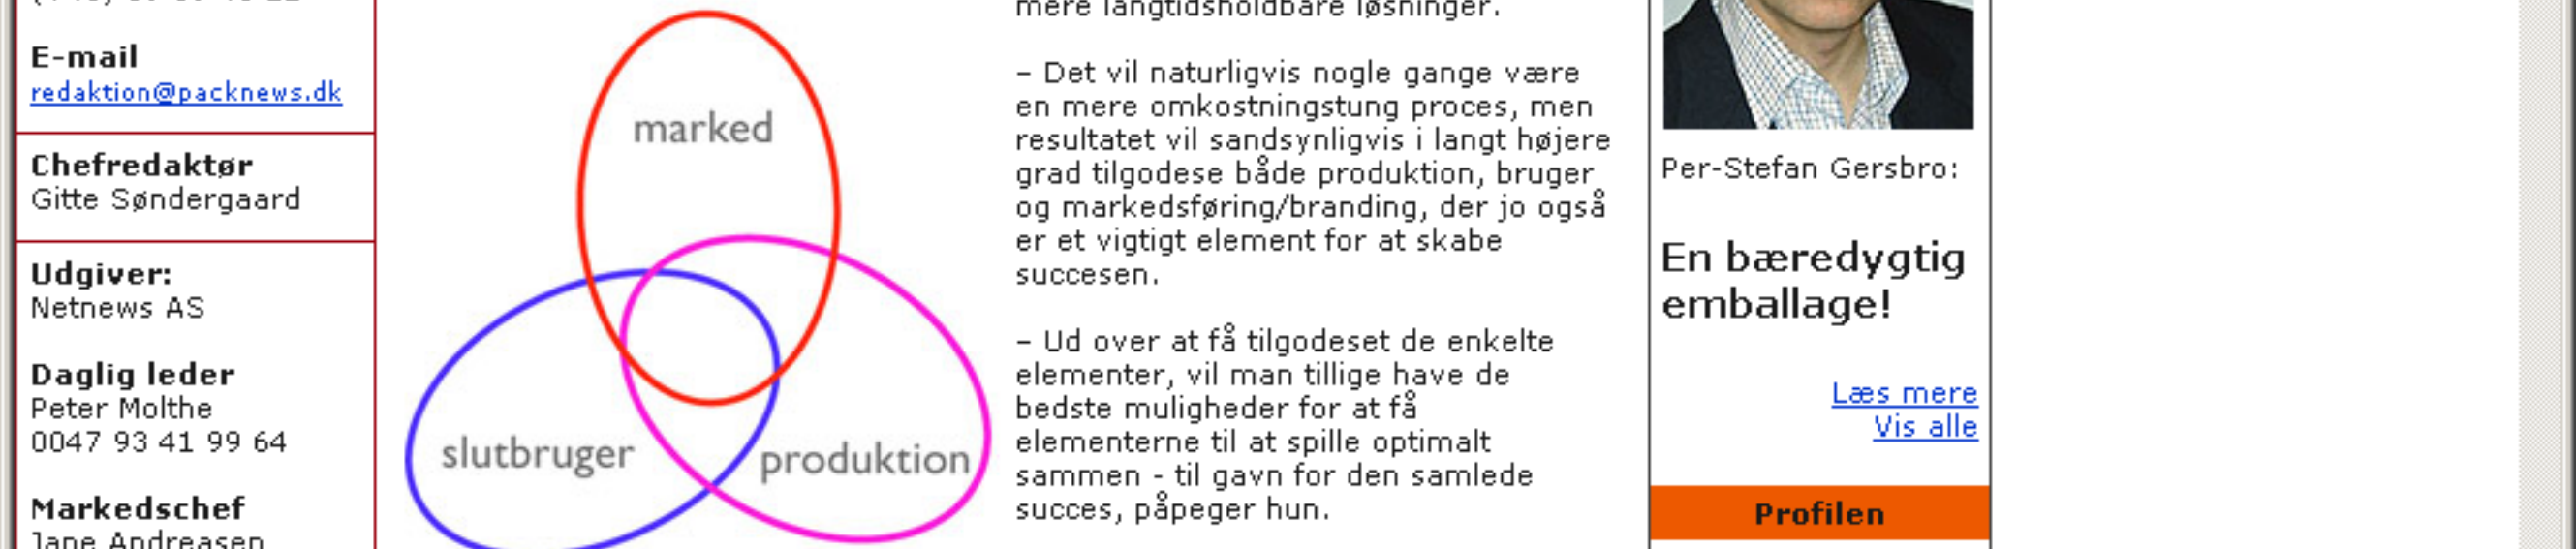 E-mail
redaktion@packnews.dk
Chefredaktør
Gitte Søndergaard
Udgiver:
Netnews AS
Daglig leder
Peter Molthe
0047 93 41 99 64
Markedschef
Jane Andreasen
marked
slutbruger
produktion
mere langtidsholdbare løsninger.
– Det vil naturligvis nogle gange være
en mere omkostningstung proces, men
resultatet vil sandsynligvis i langt højere
grad tilgodese både produktion, bruger
og markedsføring/branding, der jo også
er et vigtigt element for at skabe
succesen.
– Ud over at få tilgodeset de enkelte
elementer, vil man tillige have de
bedste muligheder for at få
elementerne til at spille optimalt
sammen - til gavn for den samlede
succes, påpeger hun.
Per-Stefan Gersbro:
En bæredygtig
emballage!
Læs mere
Vis alle
Profilen